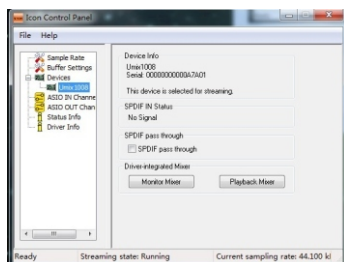 Icon Control Panel
File Help
Sample Rate
Buffer Settings
Devices
Umix1008
ASIO IN Channe
ASIO OUT Chan
Status Info
Driver Info
Device Info
Umix1008
Serial: 00000000000A7A01
This device is selected for streaming.
SPDIF IN Status
No Signal
SPDIF pass through
SPDIF pass through
Driver-integrated Mixer
Monitor Mixer Playback Mixer
Ready Streaming state: Running Current sampling rate: 44.100 kl